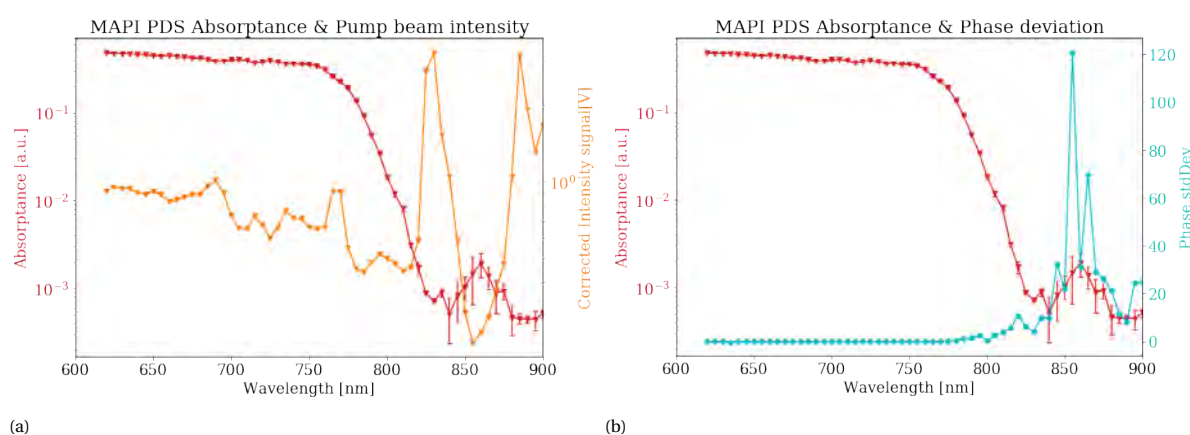 MAPI PDS Absorptance & Pump beam intensity
10⁻¹
10⁻²
10⁻³
Absorptance [a.u.]
10⁰
Corrected Intensity signal[V]
600 650 700 750 800 850 900
Wavelength [nm]
(a)
MAPI PDS Absorptance & Phase deviation
10⁻¹
10⁻²
10⁻³
Absorptance [a.u.]
120
100
80
60
40
20
0
Phase stdDev
600 650 700 750 800 850 900
Wavelength [nm]
(b)